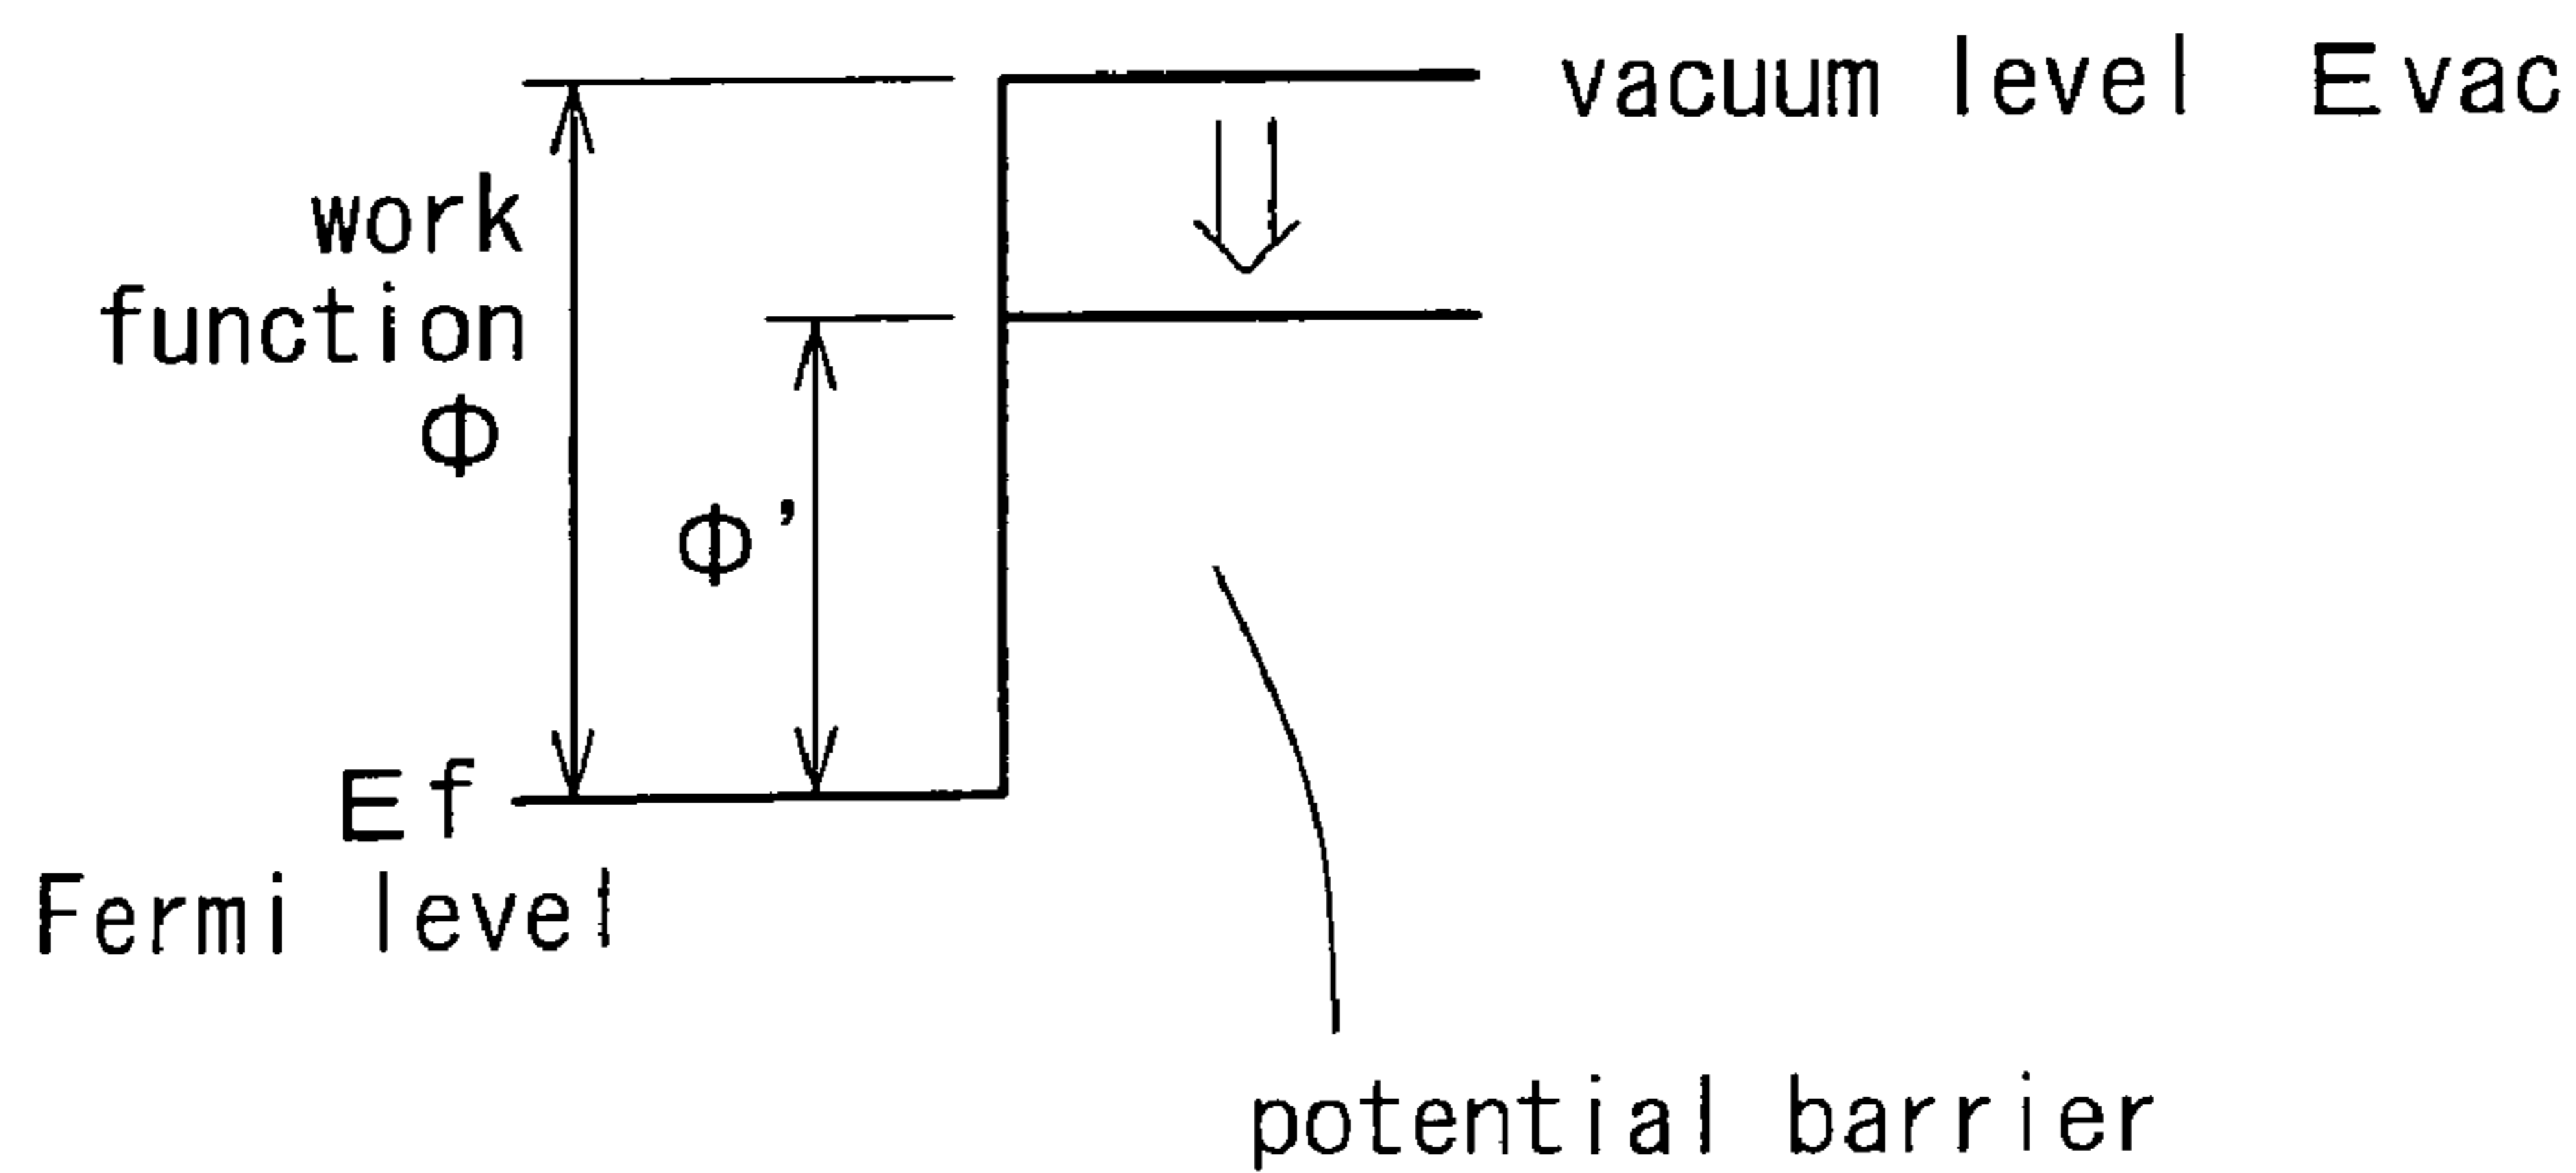 vacuum level Evac
work
function
Φ
Φ'
Ef
Fermi level
potential barrier